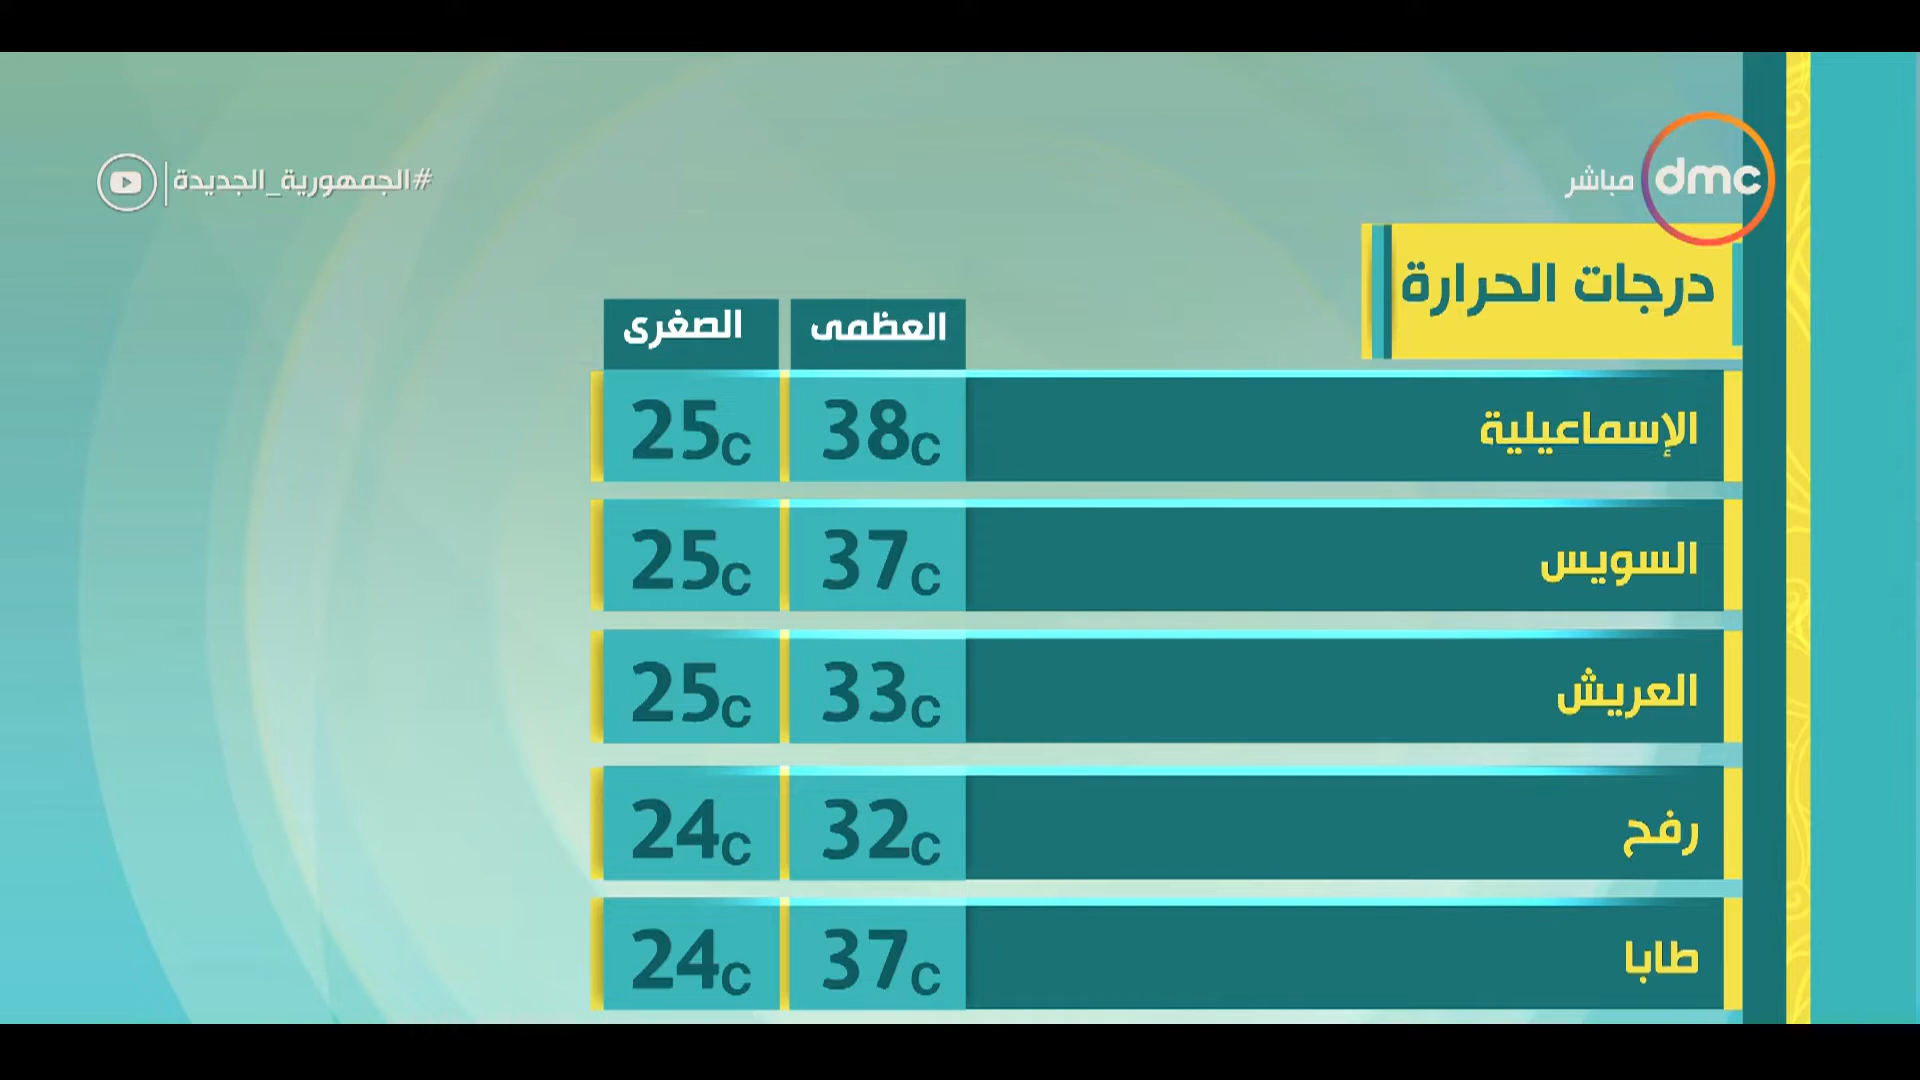 dmc مباشر
#الجمهورية_الجديدة
درجات الحرارة
العظمى الصغرى
الإسماعيلية 38c 25c
السويس 37c 25c
العريش 33c 25c
رفح 32c 24c
طابا 37c 24c